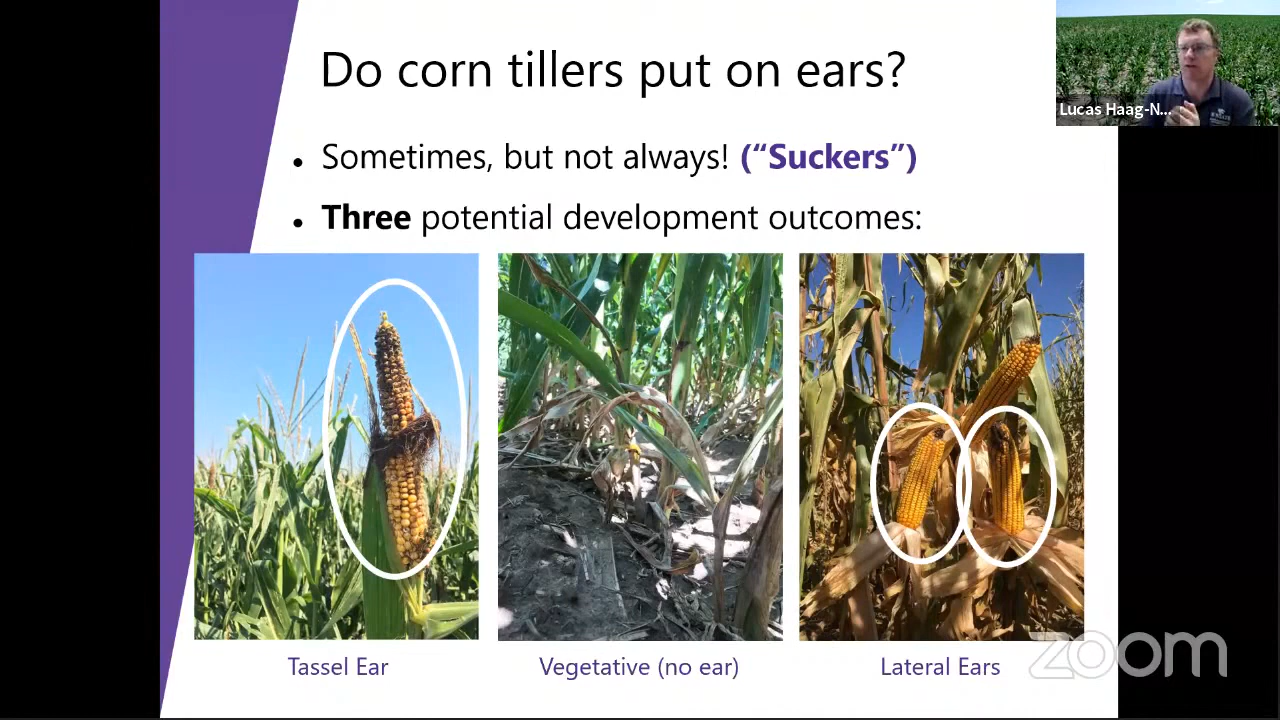 Do corn tillers put on ears?
Lucas Haag-N...
• Sometimes, but not always! (“Suckers”)
• Three potential development outcomes:
Tassel Ear
Vegetative (no ear)
Lateral Ears
zoom